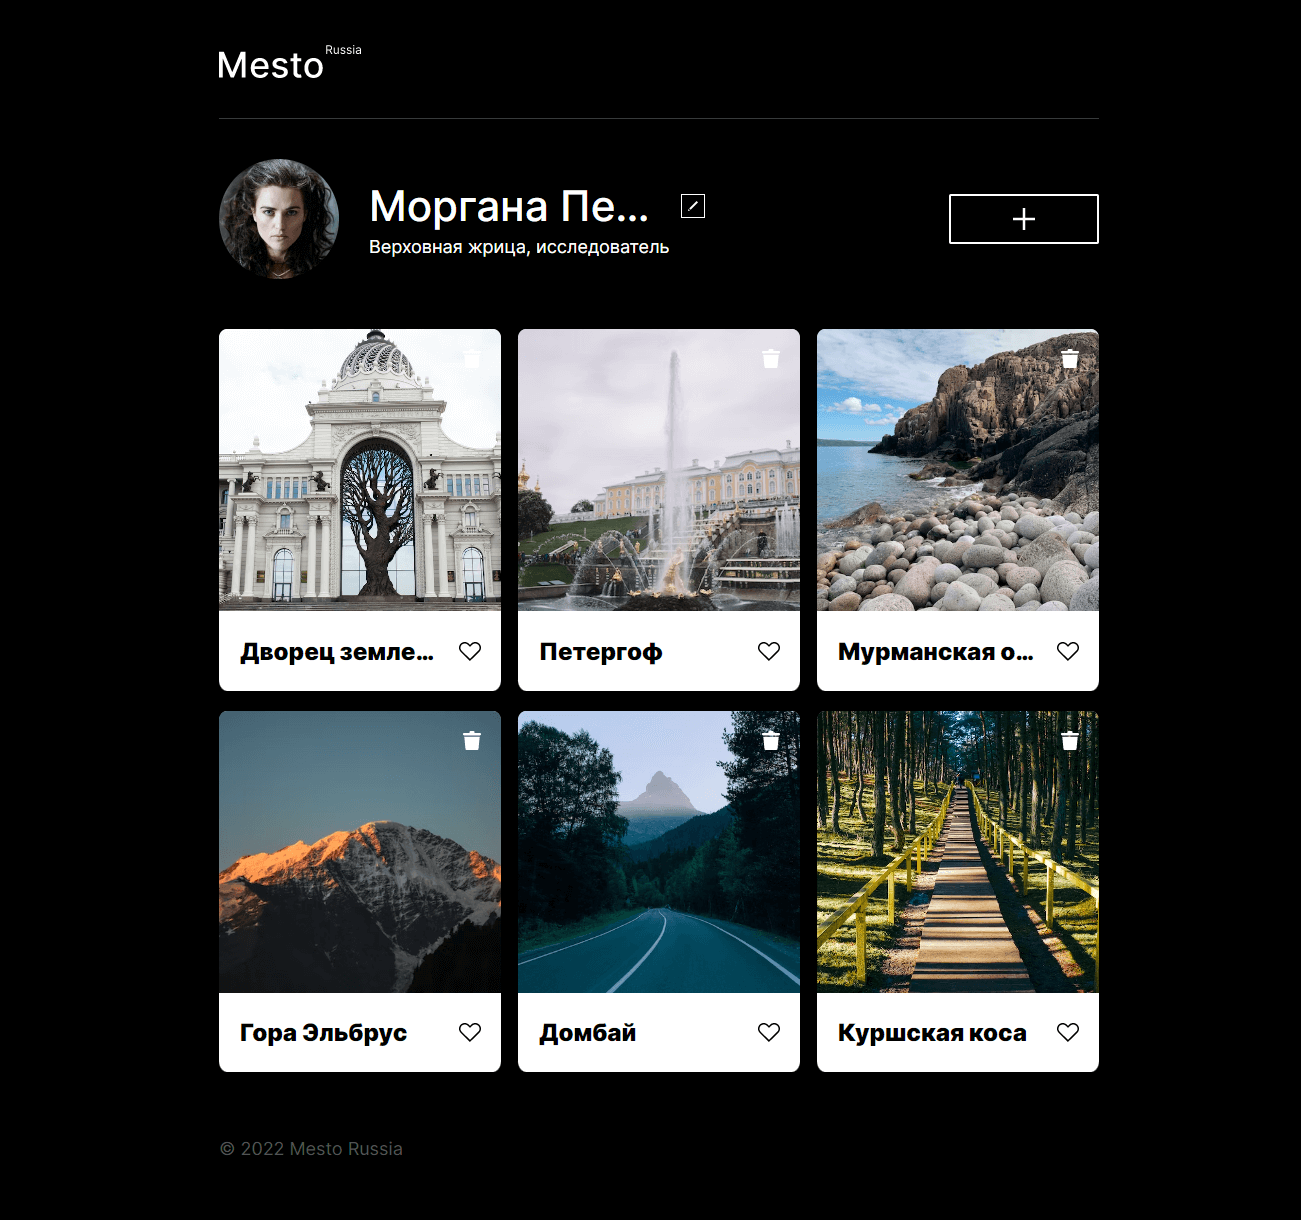 Mesto Russia
Моргана Пе...
Верховная жрица, исследователь
Дворец земле...
Петергоф
Мурманская о...
Гора Эльбрус
Домбай
Куршская коса
© 2022 Mesto Russia